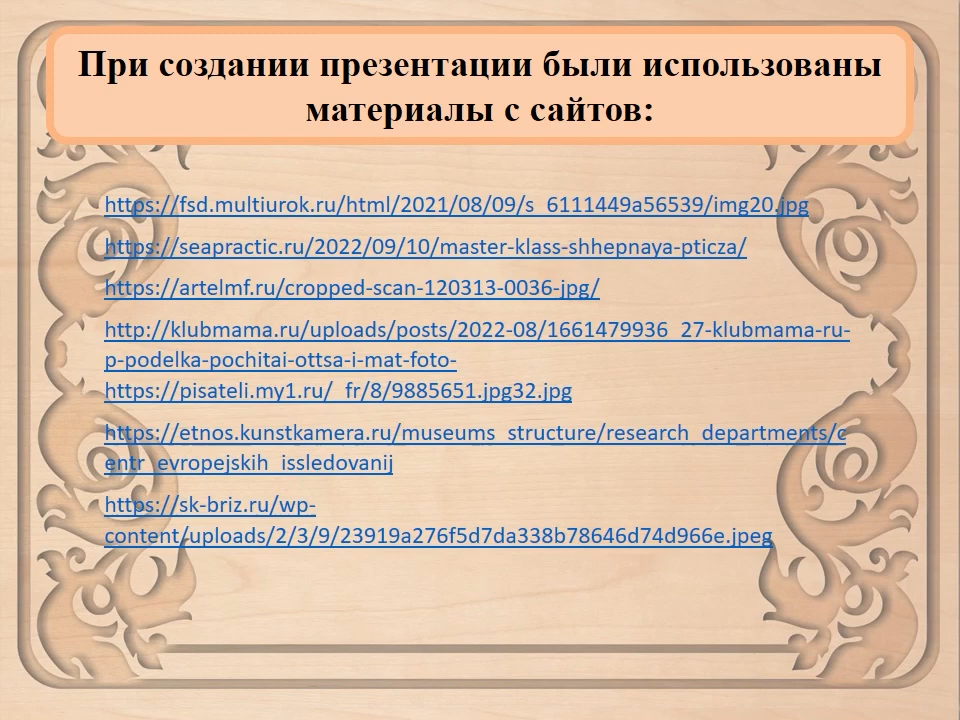 При создании презентации были использованы
материалы с сайтов:
https://fsd.multiurok.ru/html/2021/08/09/s_6111449a56539/img20.jpg
https://seapractic.ru/2022/09/10/master-klass-shhepnaya-pticza/
https://artelmf.ru/cropped-scan-120313-0036-jpg/
http://klubmama.ru/uploads/posts/2022-08/1661479936_27-klubmama-ru-
p-podelka-pochitai-ottsa-i-mat-foto-
https://pisateli.my1.ru/_fr/8/9885651.jpg32.jpg
https://etnos.kunstkamera.ru/museums_structure/research_departments/c
entr_evropejskih_issledovanij
https://sk-briz.ru/wp-
content/uploads/2/3/9/23919a276f5d7da338b78646d74d966e.jpeg